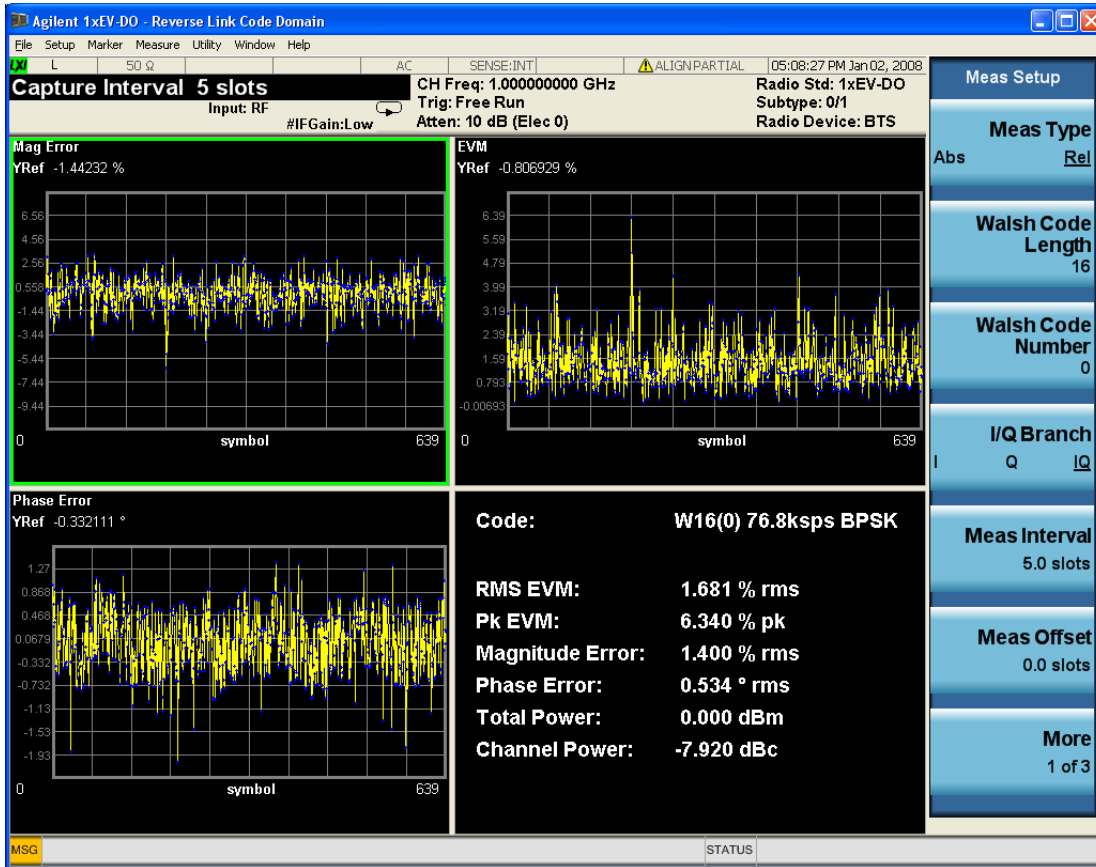 Agilent 1xEV-DO - Reverse Link Code Domain
File Setup Marker Measure Utility Window Help
LXI L 50 Ω AC SENSE:INT ALIGN PARTIAL 05:08:27 PM Jan 02, 2008
Capture Interval 5 slots
Input: RF
#IFGain:Low
CH Freq: 1.000000000 GHz
Trig: Free Run
Atten: 10 dB (Elec 0)
Radio Std: 1xEV-DO
Subtype: 0/1
Radio Device: BTS
Mag Error
YRef -1.44232 %
6.56
4.56
2.56
0.558
-1.44
-3.44
-5.44
-7.44
-9.44
0 symbol 639
EVM
YRef -0.806929 %
6.39
5.59
4.79
3.99
3.19
2.39
1.59
0.793
-0.00693
0 symbol 639
Phase Error
YRef -0.332111 °
1.27
0.868
0.468
0.0679
-0.332
-0.732
-1.13
-1.53
-1.93
0 symbol 639
Code: W16(0) 76.8ksps BPSK
RMS EVM: 1.681 % rms
Pk EVM: 6.340 % pk
Magnitude Error: 1.400 % rms
Phase Error: 0.534 ° rms
Total Power: 0.000 dBm
Channel Power: -7.920 dBc
Meas Setup
Meas Type
Abs Rel
Walsh Code
Length
16
Walsh Code
Number
0
I/Q Branch
I Q IQ
Meas Interval
5.0 slots
Meas Offset
0.0 slots
More
1 of 3
MSG STATUS